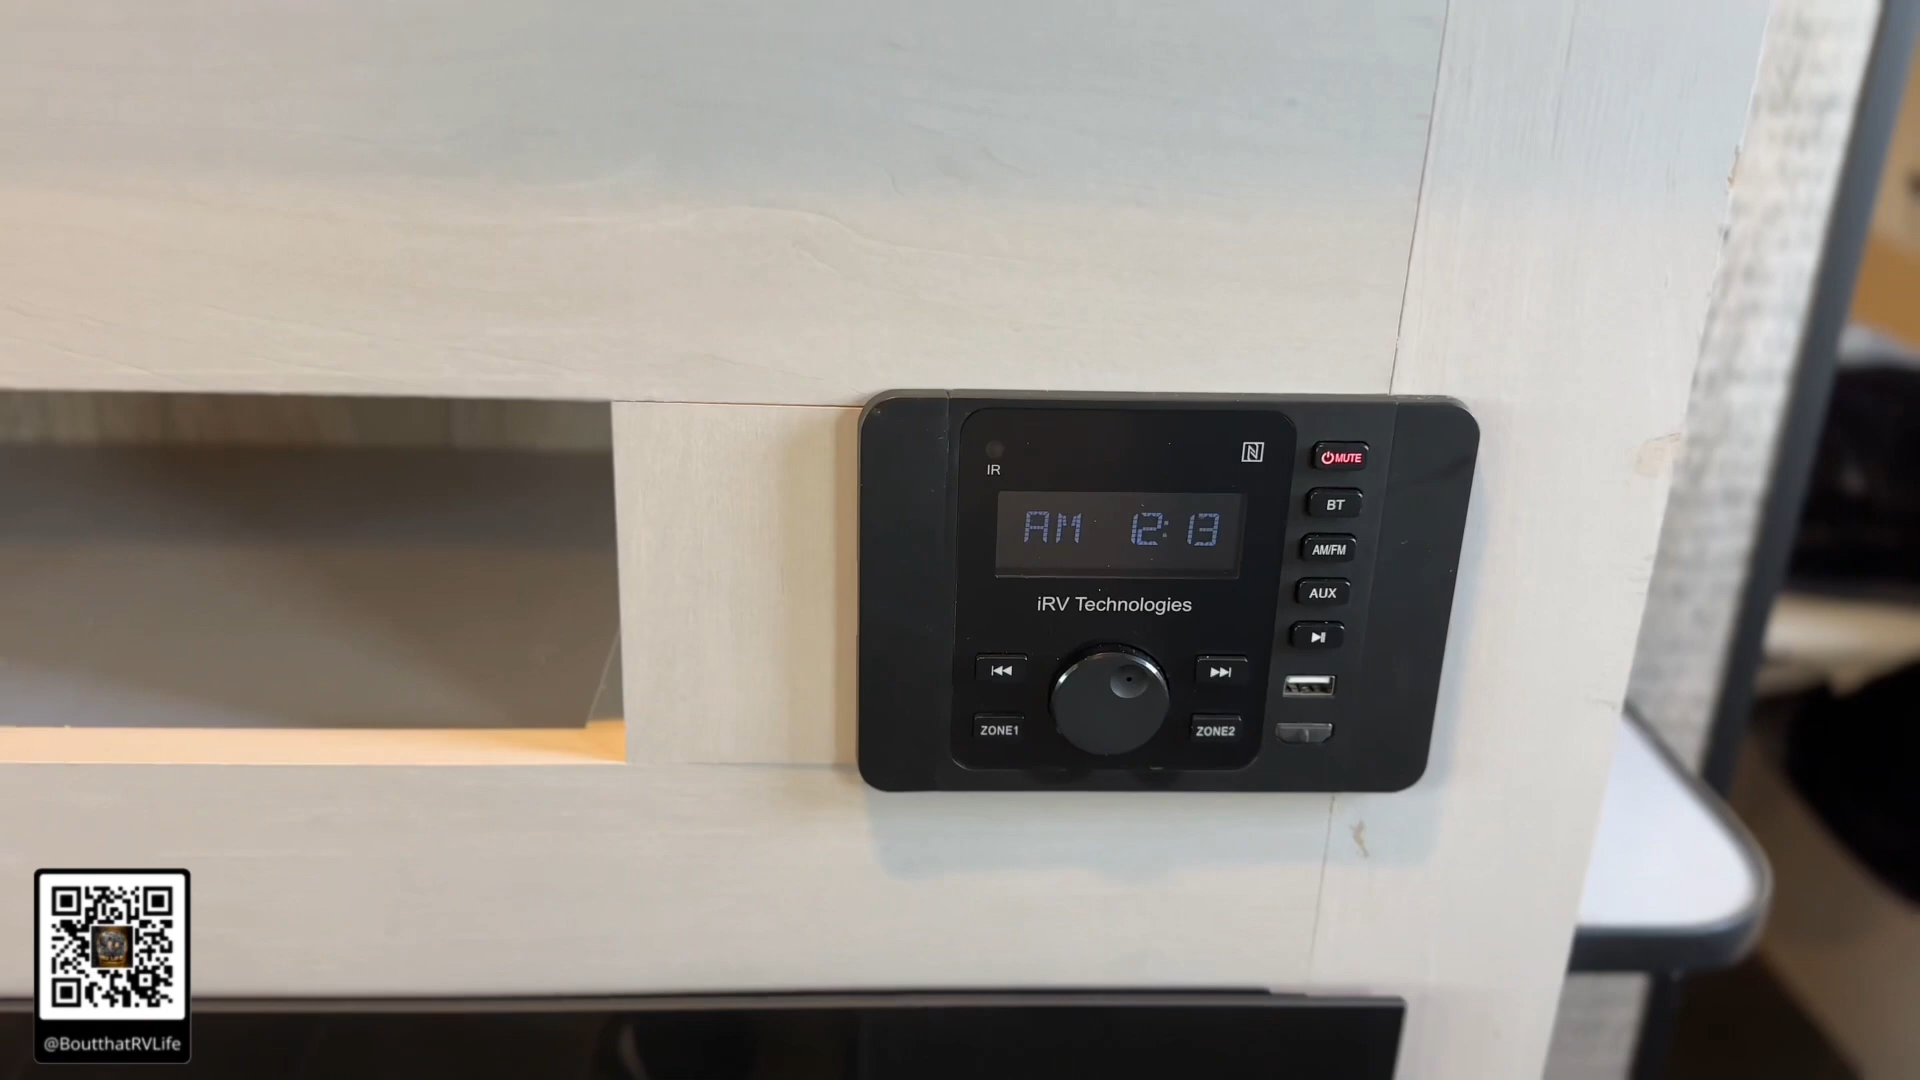 IR
MUTE
BT
AM 12:13
AM/FM
AUX
iRV Technologies
ZONE1
ZONE2
@BoutthatRVLife